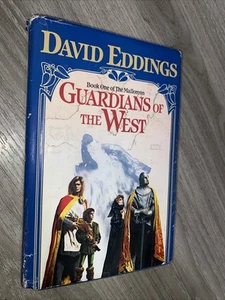 DAVID EDDINGS
Book One of The Malloreon
GUARDIANS OF
THE WEST